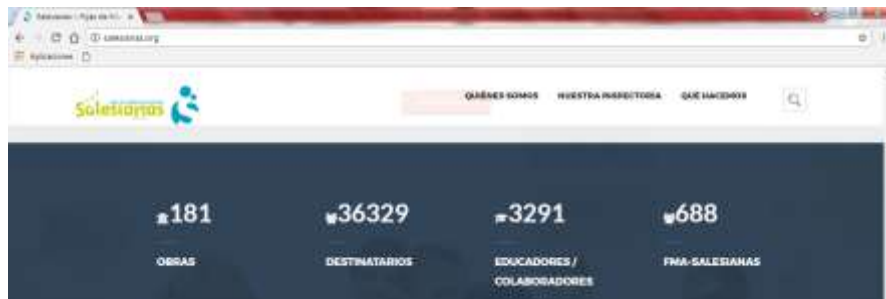 salesianas.org
Aplicaciones
Salesianas
QUIÉNES SOMOS NUESTRA INSPECTORÍA QUÉ HACEMOS
181 36329 3291 688
OBRAS DESTINATARIOS EDUCADORES / FMA-SALESIANAS
COLABORADORES